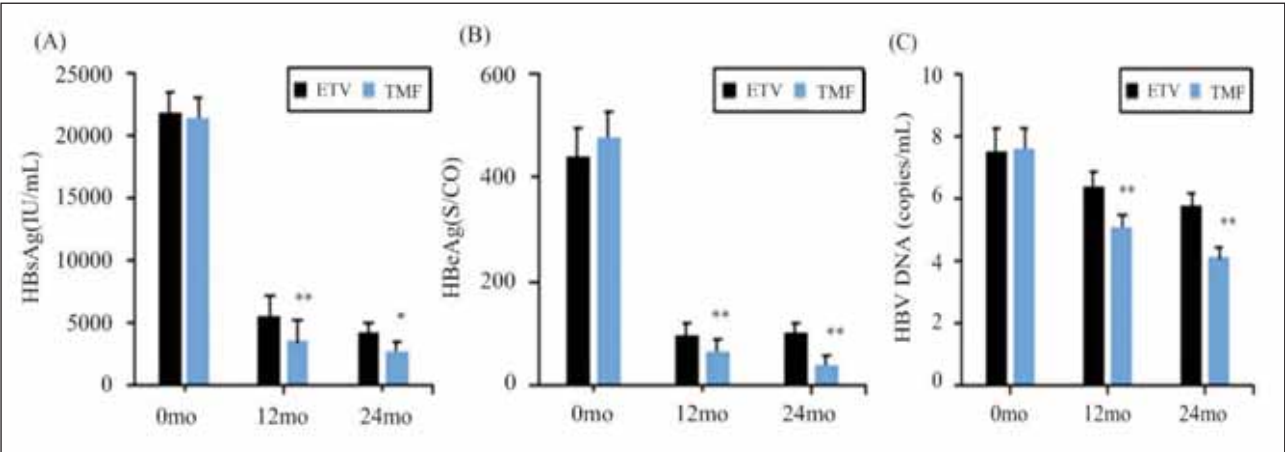 (A)
HBsAg(IU/mL)
25000
20000
15000
10000
5000
0
ETV TMF
**
*
0mo 12mo 24mo
(B)
HBeAg(S/CO)
600
400
200
0
ETV TMF
**
**
0mo 12mo 24mo
(C)
HBV DNA (copies/mL)
10
8
6
4
2
0
ETV TMF
**
**
0mo 12mo 24mo